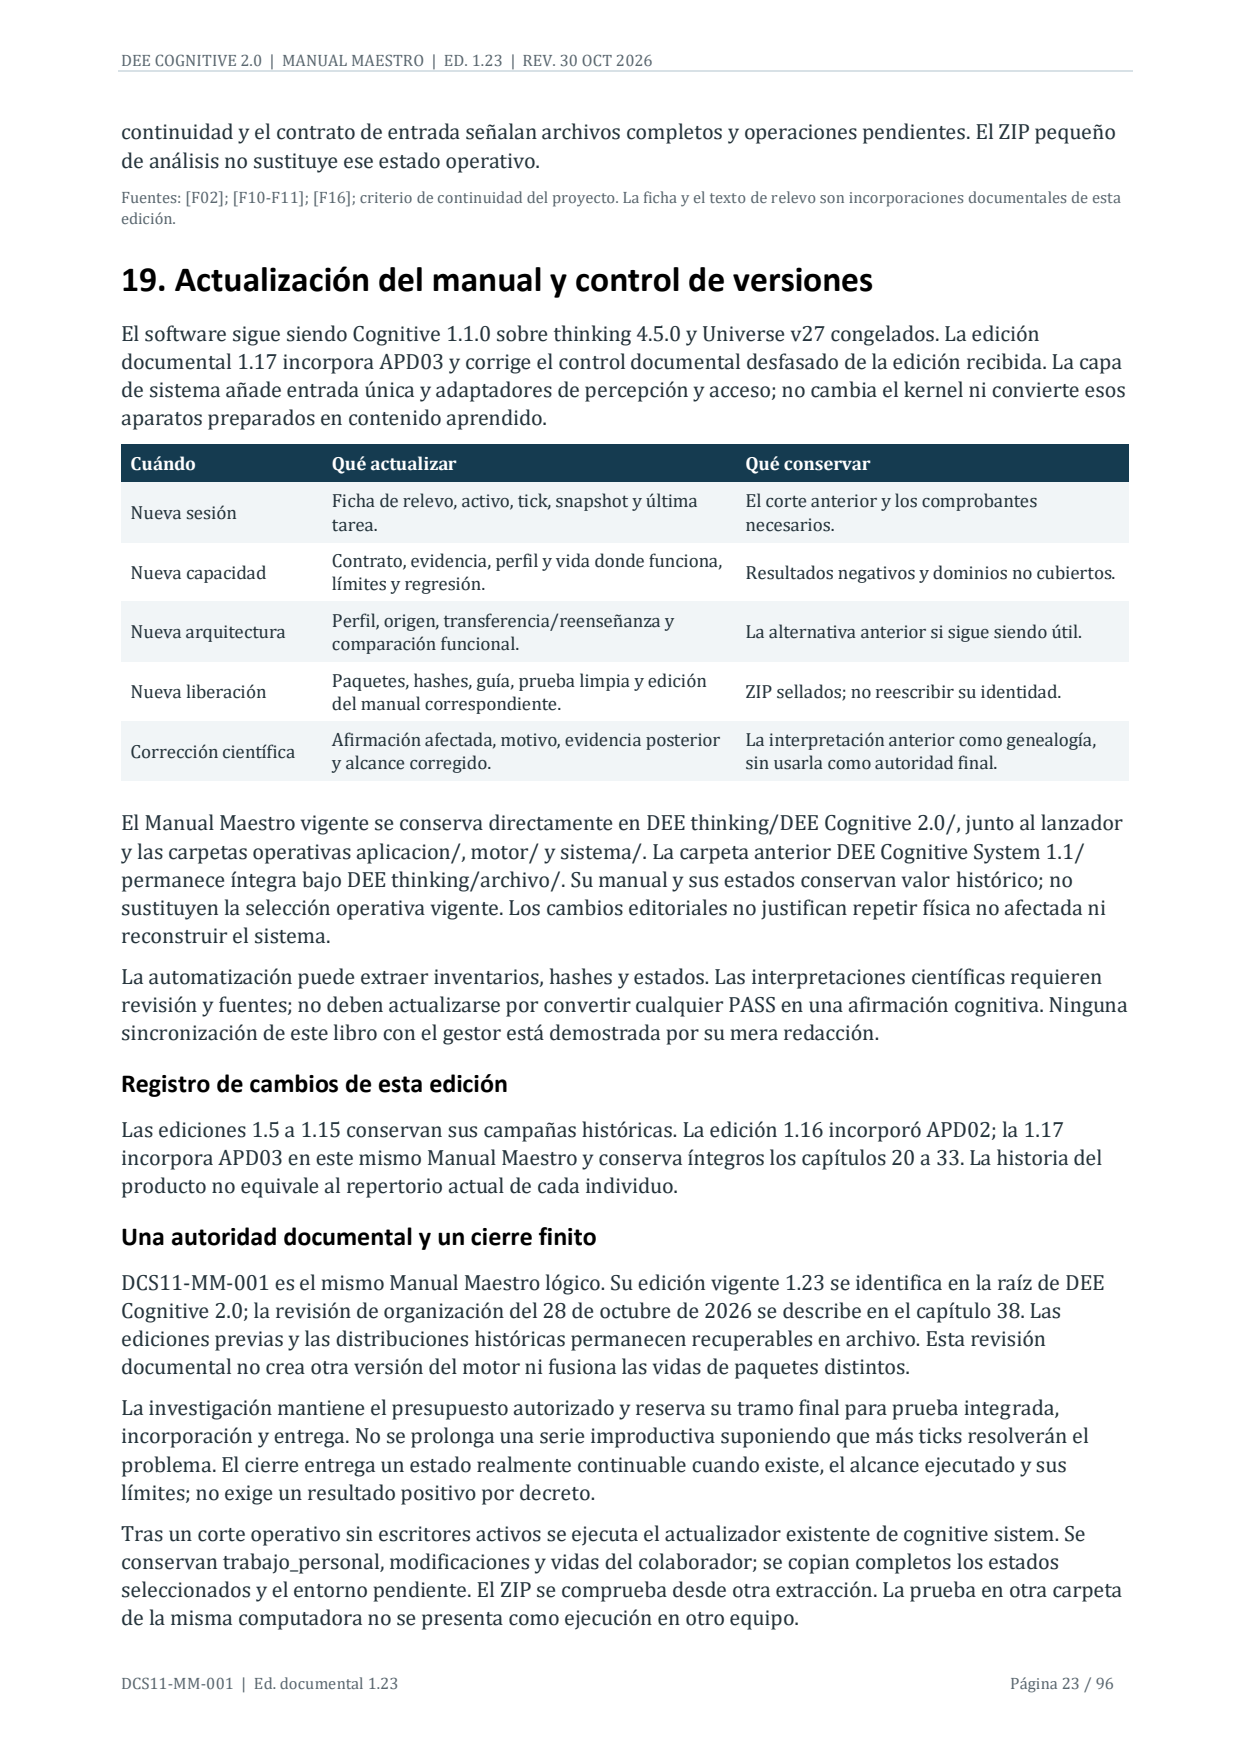 DEE COGNITIVE 2.0 | MANUAL MAESTRO | ED. 1.23 | REV. 30 OCT 2026
continuidad y el contrato de entrada señalan archivos completos y operaciones pendientes. El ZIP pequeño
de análisis no sustituye ese estado operativo.
Fuentes: [F02]; [F10-F11]; [F16]; criterio de continuidad del proyecto. La ficha y el texto de relevo son incorporaciones documentales de esta
edición.
19. Actualización del manual y control de versiones
El software sigue siendo Cognitive 1.1.0 sobre thinking 4.5.0 y Universe v27 congelados. La edición
documental 1.17 incorpora APD03 y corrige el control documental desfasado de la edición recibida. La capa
de sistema añade entrada única y adaptadores de percepción y acceso; no cambia el kernel ni convierte esos
aparatos preparados en contenido aprendido.
Cuándo Qué actualizar Qué conservar
Nueva sesión
Ficha de relevo, activo, tick, snapshot y última
tarea.
El corte anterior y los comprobantes
necesarios.
Nueva capacidad
Contrato, evidencia, perfil y vida donde funciona,
límites y regresión.
Resultados negativos y dominios no cubiertos.
Nueva arquitectura
Perfil, origen, transferencia/reenseñanza y
comparación funcional.
La alternativa anterior si sigue siendo útil.
Nueva liberación
Paquetes, hashes, guía, prueba limpia y edición
del manual correspondiente.
ZIP sellados; no reescribir su identidad.
Corrección científica
Afirmación afectada, motivo, evidencia posterior
y alcance corregido.
La interpretación anterior como genealogía,
sin usarla como autoridad final.
El Manual Maestro vigente se conserva directamente en DEE thinking/DEE Cognitive 2.0/, junto al lanzador
y las carpetas operativas aplicacion/, motor/ y sistema/. La carpeta anterior DEE Cognitive System 1.1/
permanece íntegra bajo DEE thinking/archivo/. Su manual y sus estados conservan valor histórico; no
sustituyen la selección operativa vigente. Los cambios editoriales no justifican repetir física no afectada ni
reconstruir el sistema.
La automatización puede extraer inventarios, hashes y estados. Las interpretaciones científicas requieren
revisión y fuentes; no deben actualizarse por convertir cualquier PASS en una afirmación cognitiva. Ninguna
sincronización de este libro con el gestor está demostrada por su mera redacción.
Registro de cambios de esta edición
Las ediciones 1.5 a 1.15 conservan sus campañas históricas. La edición 1.16 incorporó APD02; la 1.17
incorpora APD03 en este mismo Manual Maestro y conserva íntegros los capítulos 20 a 33. La historia del
producto no equivale al repertorio actual de cada individuo.
Una autoridad documental y un cierre finito
DCS11-MM-001 es el mismo Manual Maestro lógico. Su edición vigente 1.23 se identifica en la raíz de DEE
Cognitive 2.0; la revisión de organización del 28 de octubre de 2026 se describe en el capítulo 38. Las
ediciones previas y las distribuciones históricas permanecen recuperables en archivo. Esta revisión
documental no crea otra versión del motor ni fusiona las vidas de paquetes distintos.
La investigación mantiene el presupuesto autorizado y reserva su tramo final para prueba integrada,
incorporación y entrega. No se prolonga una serie improductiva suponiendo que más ticks resolverán el
problema. El cierre entrega un estado realmente continuable cuando existe, el alcance ejecutado y sus
límites; no exige un resultado positivo por decreto.
Tras un corte operativo sin escritores activos se ejecuta el actualizador existente de cognitive sistem. Se
conservan trabajo_personal, modificaciones y vidas del colaborador; se copian completos los estados
seleccionados y el entorno pendiente. El ZIP se comprueba desde otra extracción. La prueba en otra carpeta
de la misma computadora no se presenta como ejecución en otro equipo.
DCS11-MM-001 | Ed. documental 1.23 Página 23 / 96